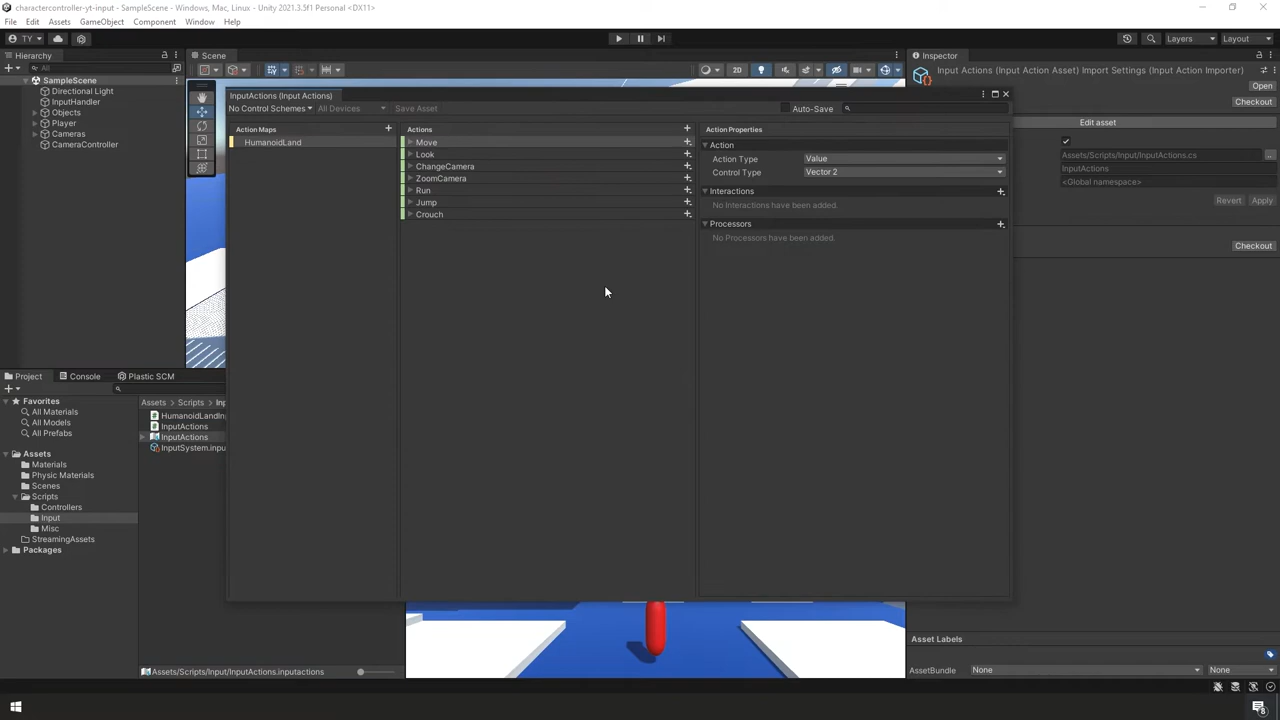 charactercontroller-yt-input - SampleScene - Windows, Mac, Linux - Unity 2021.3.5f1 Personal <DX11>
File Edit Assets GameObject Component Window Help
TY Layers Layout
Hierarchy
All
SampleScene
Directional Light
InputHandler
Objects
Player
Cameras
CameraController
Scene
2D
InputActions (Input Actions)
No Control Schemes All Devices Save Asset Auto-Save
Action Maps
HumanoidLand
Actions
Move
Look
ChangeCamera
ZoomCamera
Run
Jump
Crouch
Action Properties
Action
Action Type Value
Control Type Vector 2
Interactions
No Interactions have been added.
Processors
No Processors have been added.
Inspector
Input Actions (Input Action Asset) Import Settings (Input Action Importer)
Open
Checkout
Edit asset
Assets/Scripts/Input/InputActions.cs
InputActions
<Global namespace>
Revert Apply
Checkout
Project Console Plastic SCM
Favorites
All Materials
All Models
All Prefabs
Assets
Materials
Physic Materials
Scenes
Scripts
Controllers
Input
Misc
StreamingAssets
Packages
Assets > Scripts > Inp
HumanoidLandIn
InputActions
InputActions
InputSystem.inpu
Assets/Scripts/Input/InputActions.inputactions
Asset Labels
AssetBundle None None
8